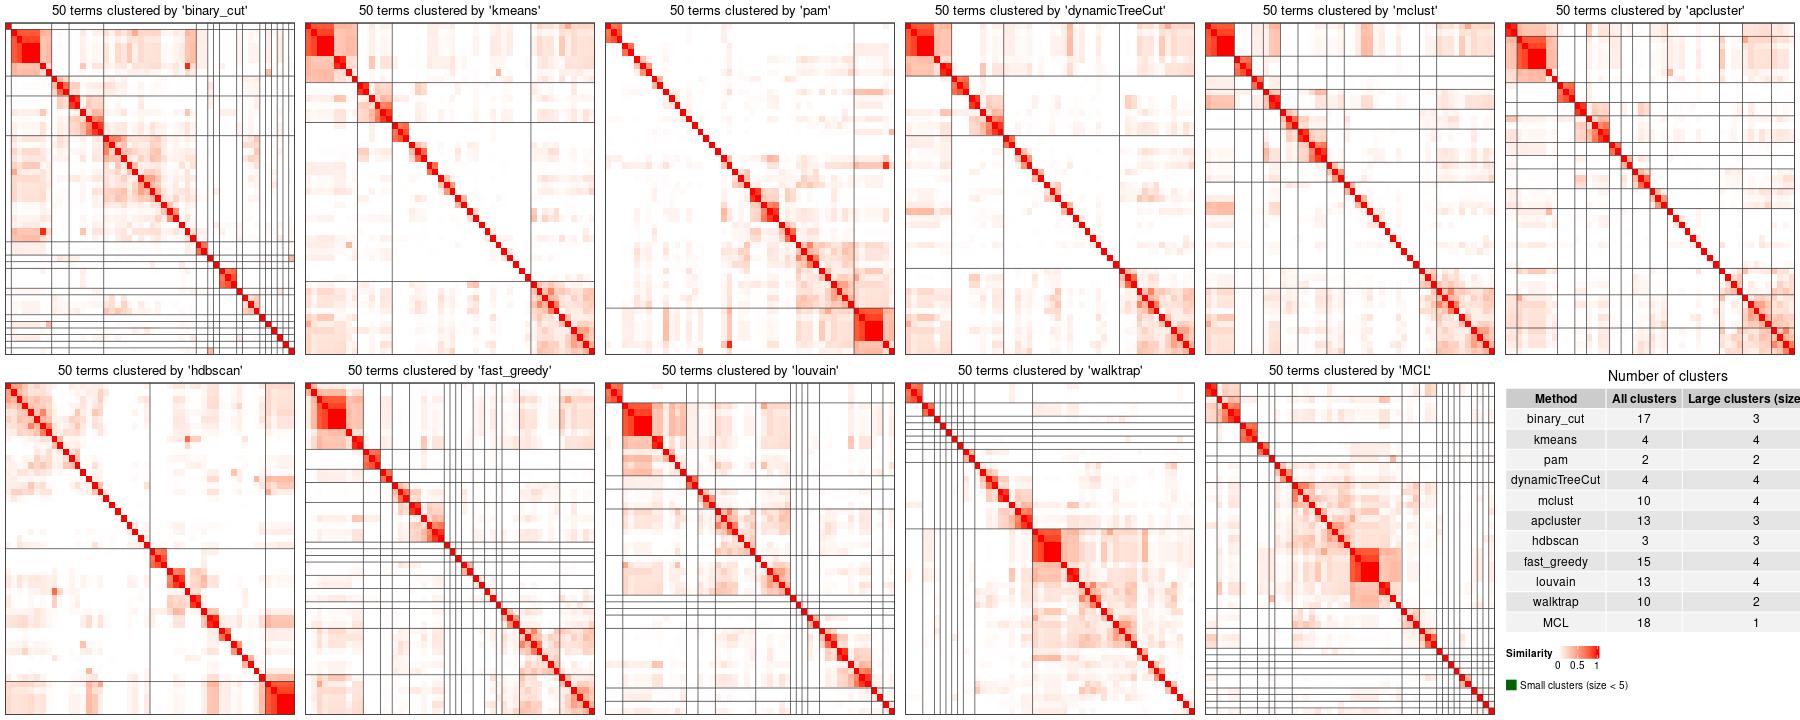 50 terms clustered by 'binary_cut'
50 terms clustered by 'kmeans'
50 terms clustered by 'pam'
50 terms clustered by 'dynamicTreeCut'
50 terms clustered by 'mclust'
50 terms clustered by 'apcluster'
50 terms clustered by 'hdbscan'
50 terms clustered by 'fast_greedy'
50 terms clustered by 'louvain'
50 terms clustered by 'walktrap'
50 terms clustered by 'MCL'
Number of clusters
Method All clusters Large clusters (size
binary_cut 17 3
kmeans 4 4
pam 2 2
dynamicTreeCut 4 4
mclust 10 4
apcluster 13 3
hdbscan 3 3
fast_greedy 15 4
louvain 13 4
walktrap 10 2
MCL 18 1
Similarity
0 0.5 1
Small clusters (size < 5)